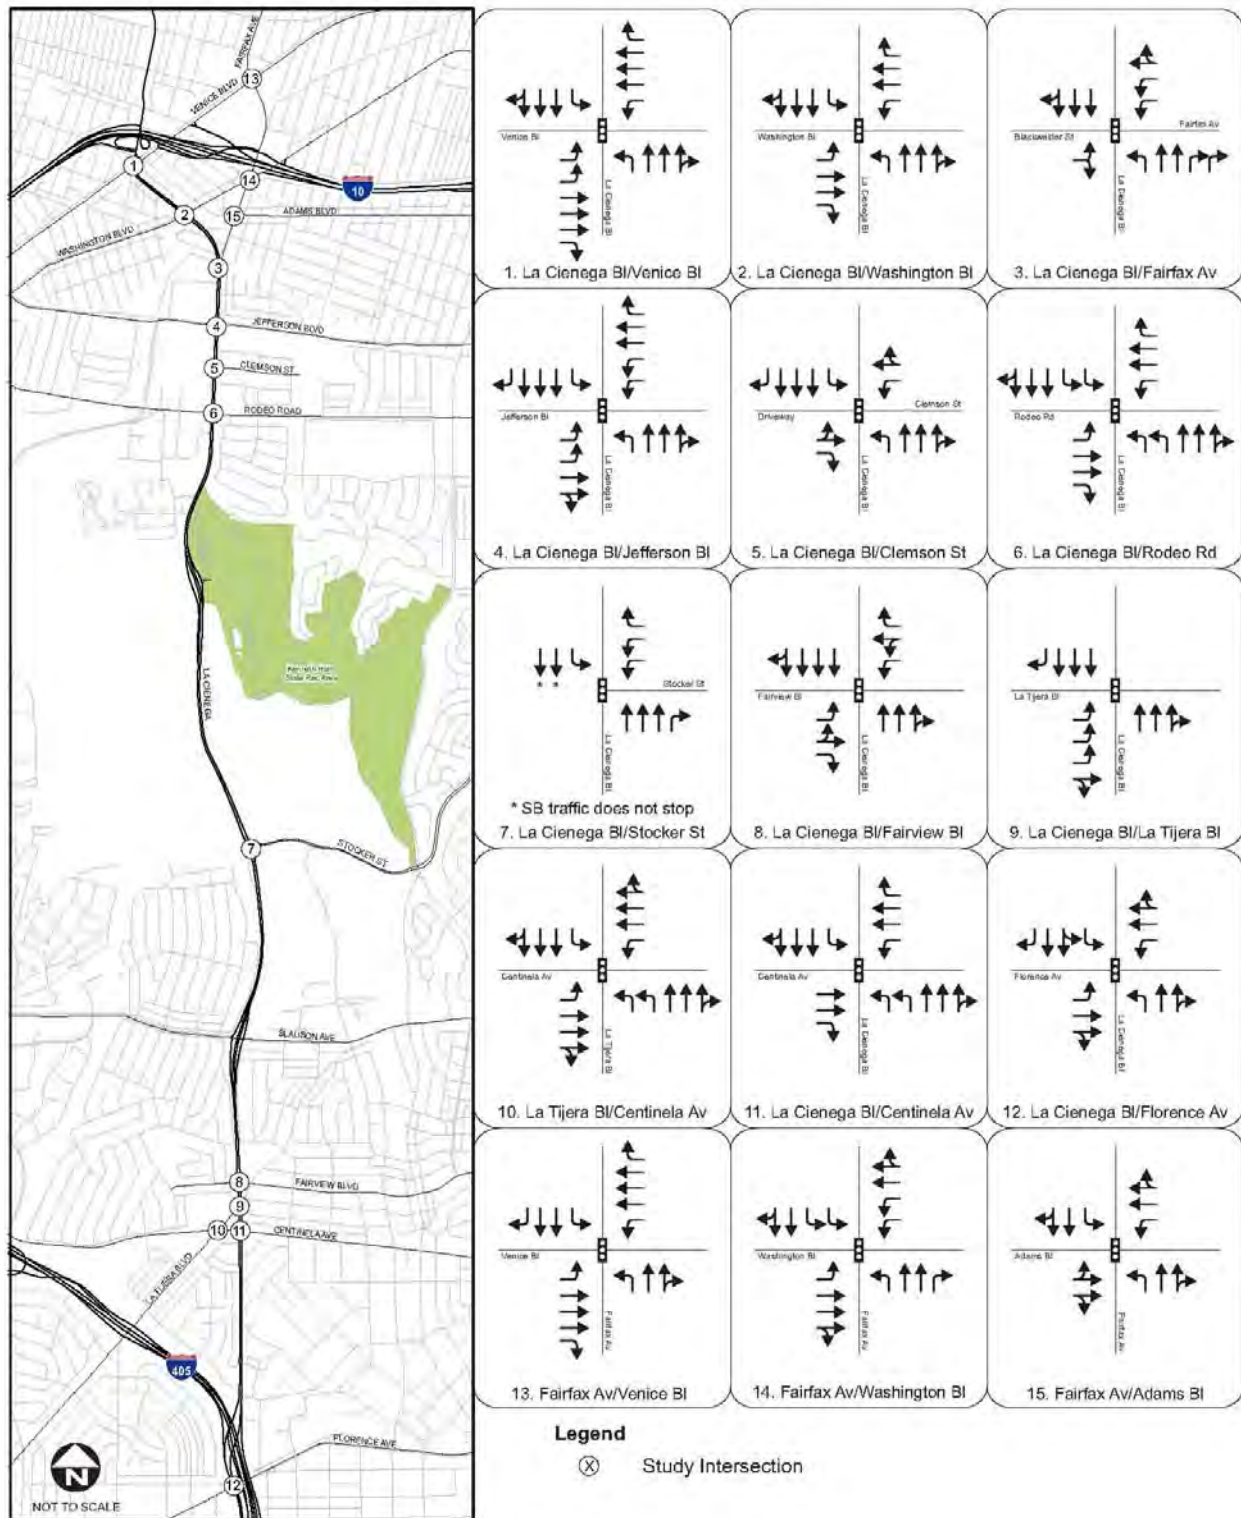 FAIRFAX AVE
13
VENICE BLVD
1
14
10
2
15
ADAMS BLVD
WASHINGTON BLVD
3
4
JEFFERSON BLVD
5
CLEMSON ST
6
RODEO ROAD
LA CIENEGA
7
STOCKER ST
SLAUSON AVE
8
FAIRVIEW BLVD
9
10
11
CENTINELA AVE
LA TIJERA BLVD
405
FLORENCE AVE
12
N
NOT TO SCALE
Venice Bl
La Cienega Bl
1. La Cienega Bl/Venice Bl
Washington Bl
La Cienega Bl
2. La Cienega Bl/Washington Bl
Blackwelder St
Fairfax Av
La Cienega Bl
3. La Cienega Bl/Fairfax Av
Jefferson Bl
La Cienega Bl
4. La Cienega Bl/Jefferson Bl
Driveway
Clemson St
La Cienega Bl
5. La Cienega Bl/Clemson St
Rodeo Rd
La Cienega Bl
6. La Cienega Bl/Rodeo Rd
Stocker St
La Cienega Bl
* *
* SB traffic does not stop
7. La Cienega Bl/Stocker St
Fairview Bl
La Cienega Bl
8. La Cienega Bl/Fairview Bl
La Tijera Bl
La Cienega Bl
9. La Cienega Bl/La Tijera Bl
Centinela Av
La Tijera Bl
10. La Tijera Bl/Centinela Av
Centinela Av
La Cienega Bl
11. La Cienega Bl/Centinela Av
Florence Av
La Cienega Bl
12. La Cienega Bl/Florence Av
Venice Bl
Fairfax Av
13. Fairfax Av/Venice Bl
Washington Bl
Fairfax Av
14. Fairfax Av/Washington Bl
Adams Bl
Fairfax Av
15. Fairfax Av/Adams Bl
Legend
X Study Intersection